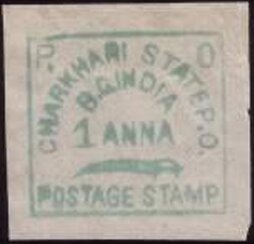 P O
CHARKHARI STATE P.O.
B.C INDIA
1 ANNA
POSTAGE STAMP